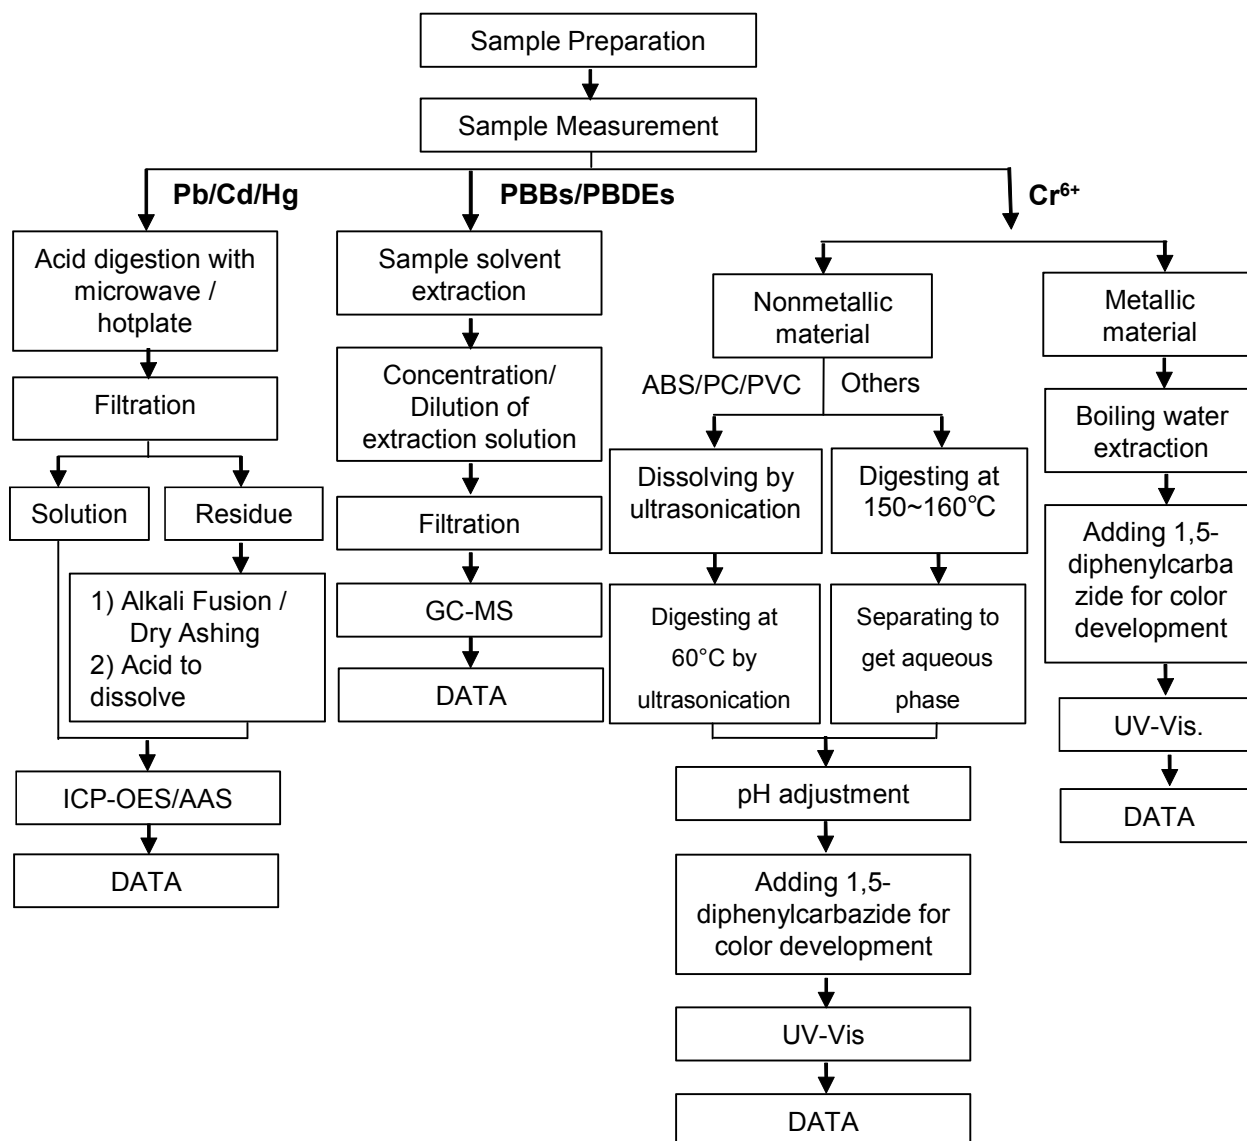 Sample Preparation
Sample Measurement
Pb/Cd/Hg
PBBs/PBDEs
Cr⁶⁺
Acid digestion with
microwave /
hotplate
Filtration
Solution
Residue
1) Alkali Fusion /
Dry Ashing
2) Acid to
dissolve
ICP-OES/AAS
DATA
Sample solvent
extraction
Concentration/
Dilution of
extraction solution
Filtration
GC-MS
DATA
Nonmetallic
material
ABS/PC/PVC
Others
Dissolving by
ultrasonication
Digesting at
60°C by
ultrasonication
Digesting at
150~160℃
Separating to
get aqueous
phase
pH adjustment
Adding 1,5-
diphenylcarbazide for
color development
UV-Vis
DATA
Metallic
material
Boiling water
extraction
Adding 1,5-
diphenylcarba
zide for color
development
UV-Vis.
DATA